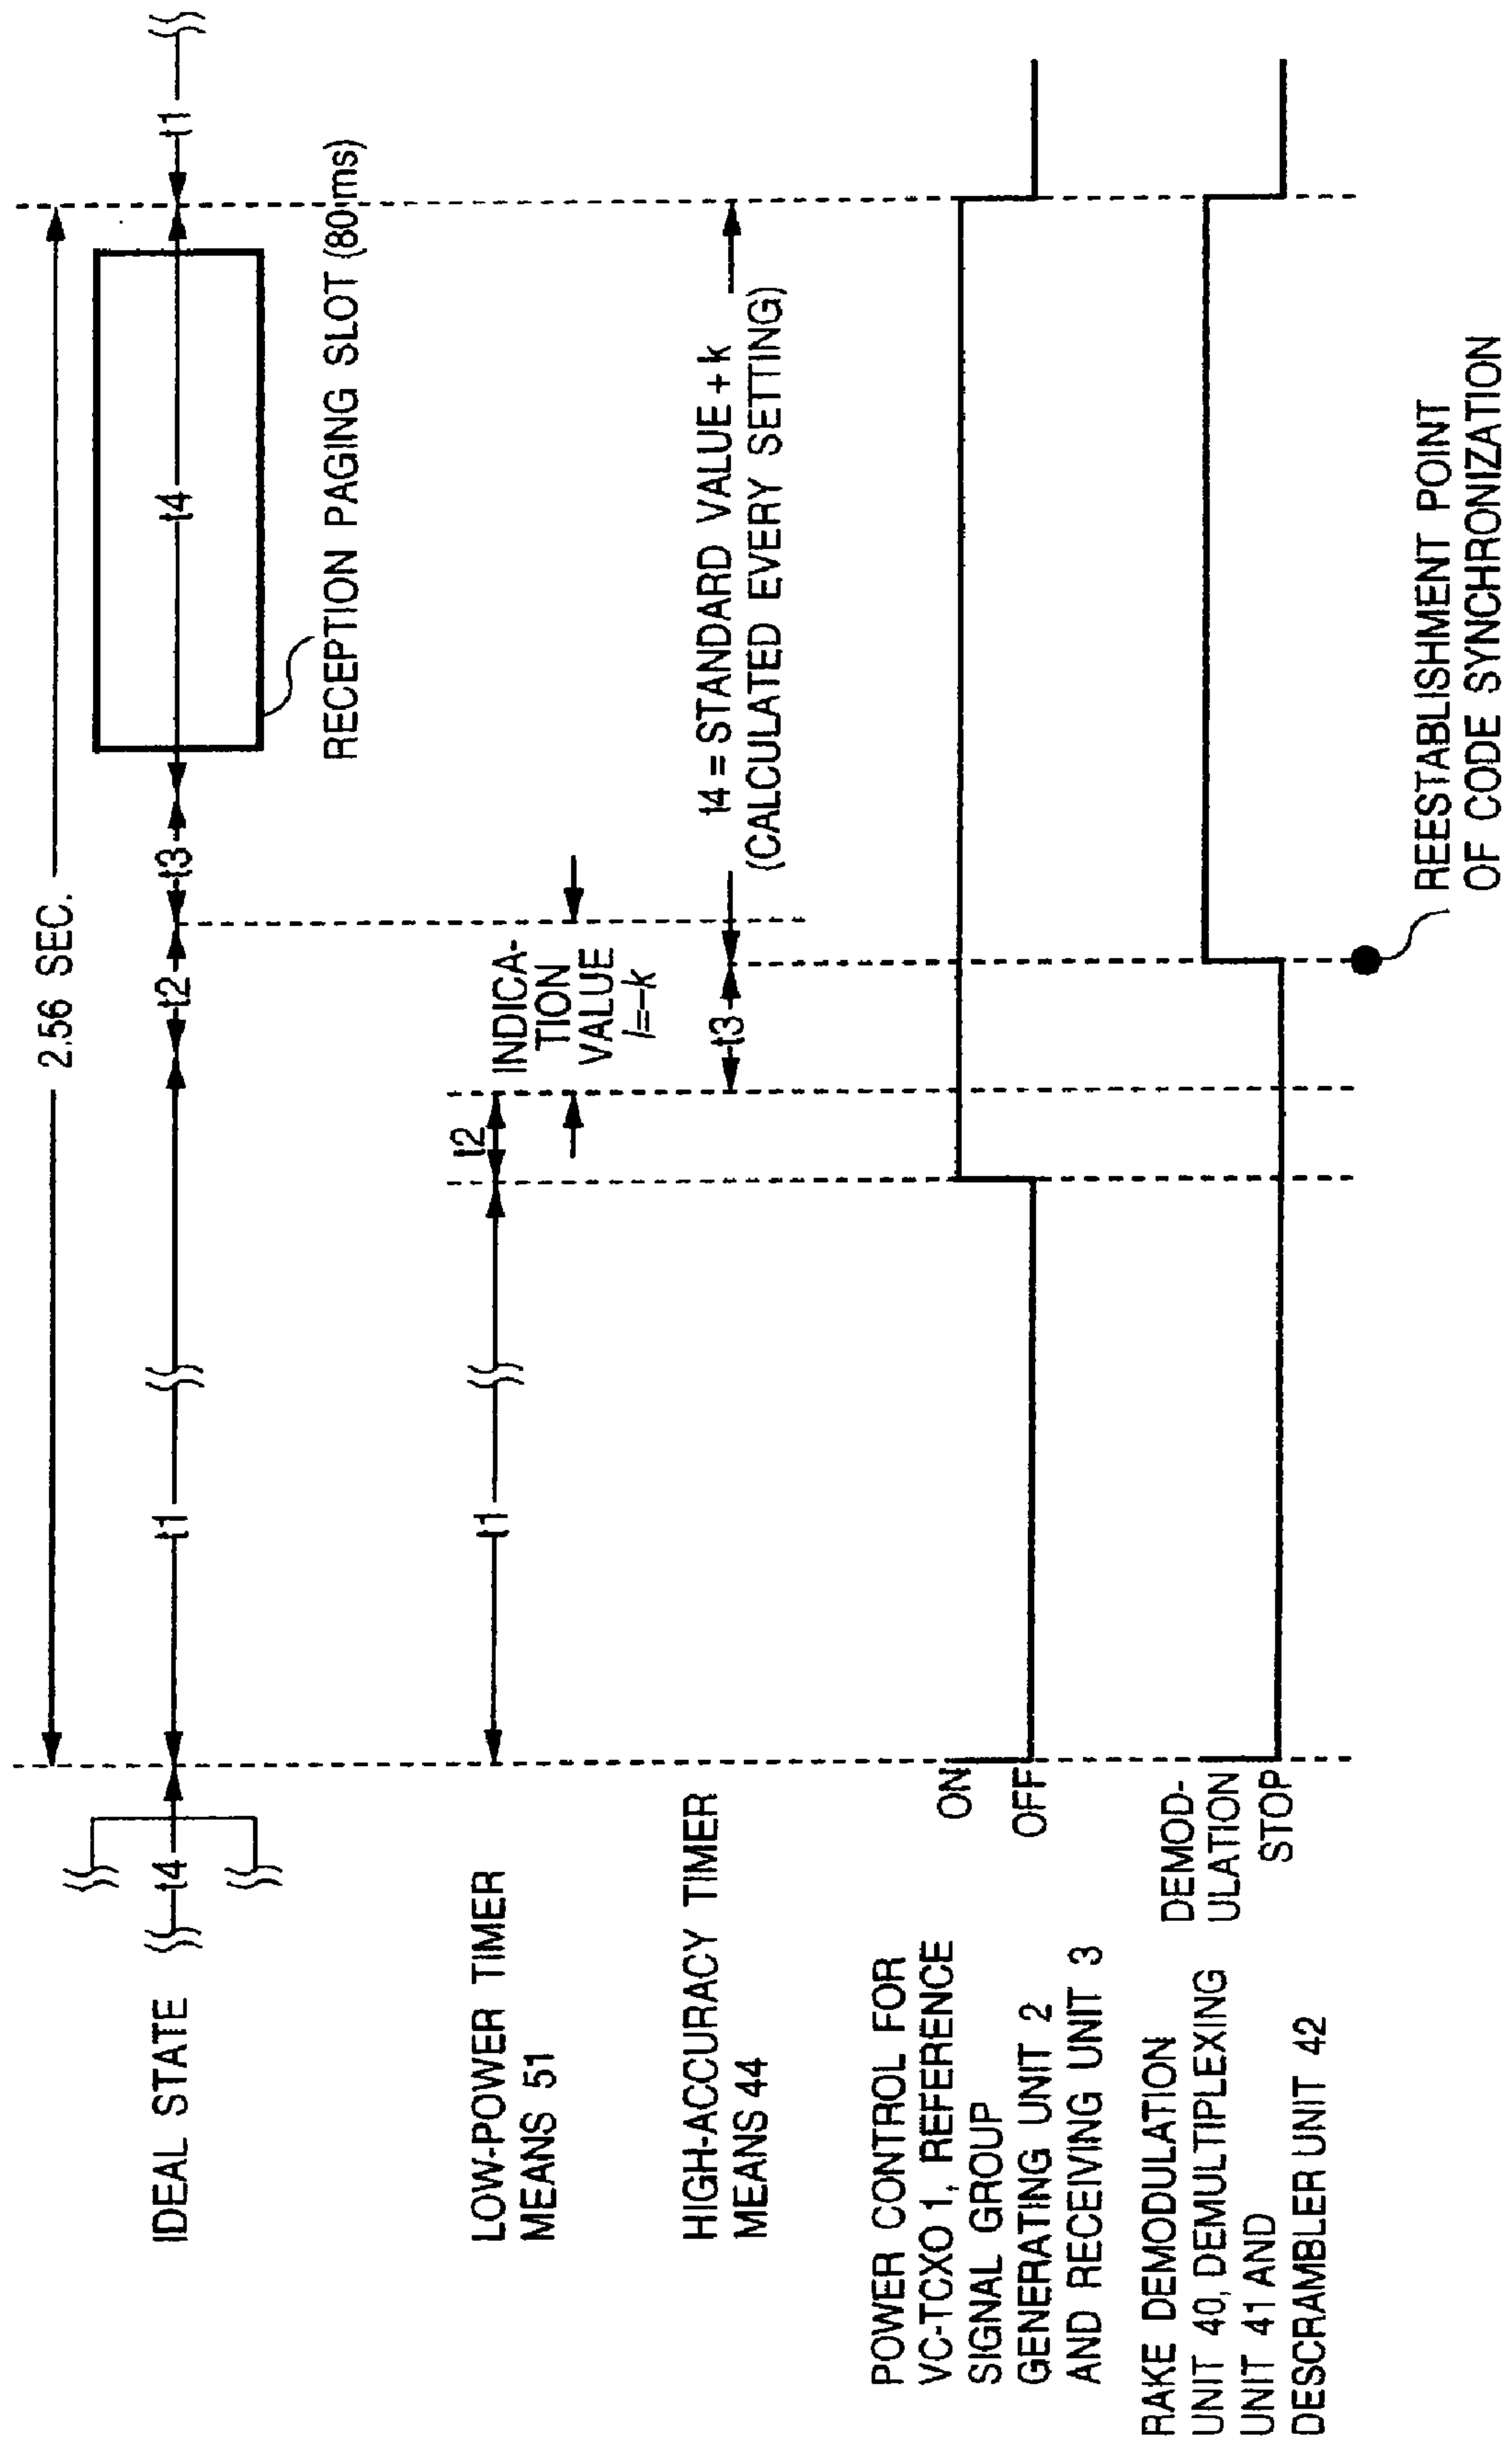 2.56 SEC.
IDEAL STATE
t4
t1
t2
t3
t4
t1
RECEPTION PAGING SLOT (80 ms)
LOW-POWER TIMER
MEANS 51
t1
t2
INDICA-
TION
VALUE
l=-k
HIGH-ACCURACY TIMER
MEANS 44
t3
t4 = STANDARD VALUE + k
(CALCULATED EVERY SETTING)
POWER CONTROL FOR
VC-TCXO 1, REFERENCE
SIGNAL GROUP
GENERATING UNIT 2
AND RECEIVING UNIT 3
ON
OFF
RAKE DEMODULATION
UNIT 40, DEMULTIPLEXING
UNIT 41 AND
DESCRAMBLER UNIT 42
DEMOD-
ULATION
STOP
REESTABLISHMENT POINT
OF CODE SYNCHRONIZATION